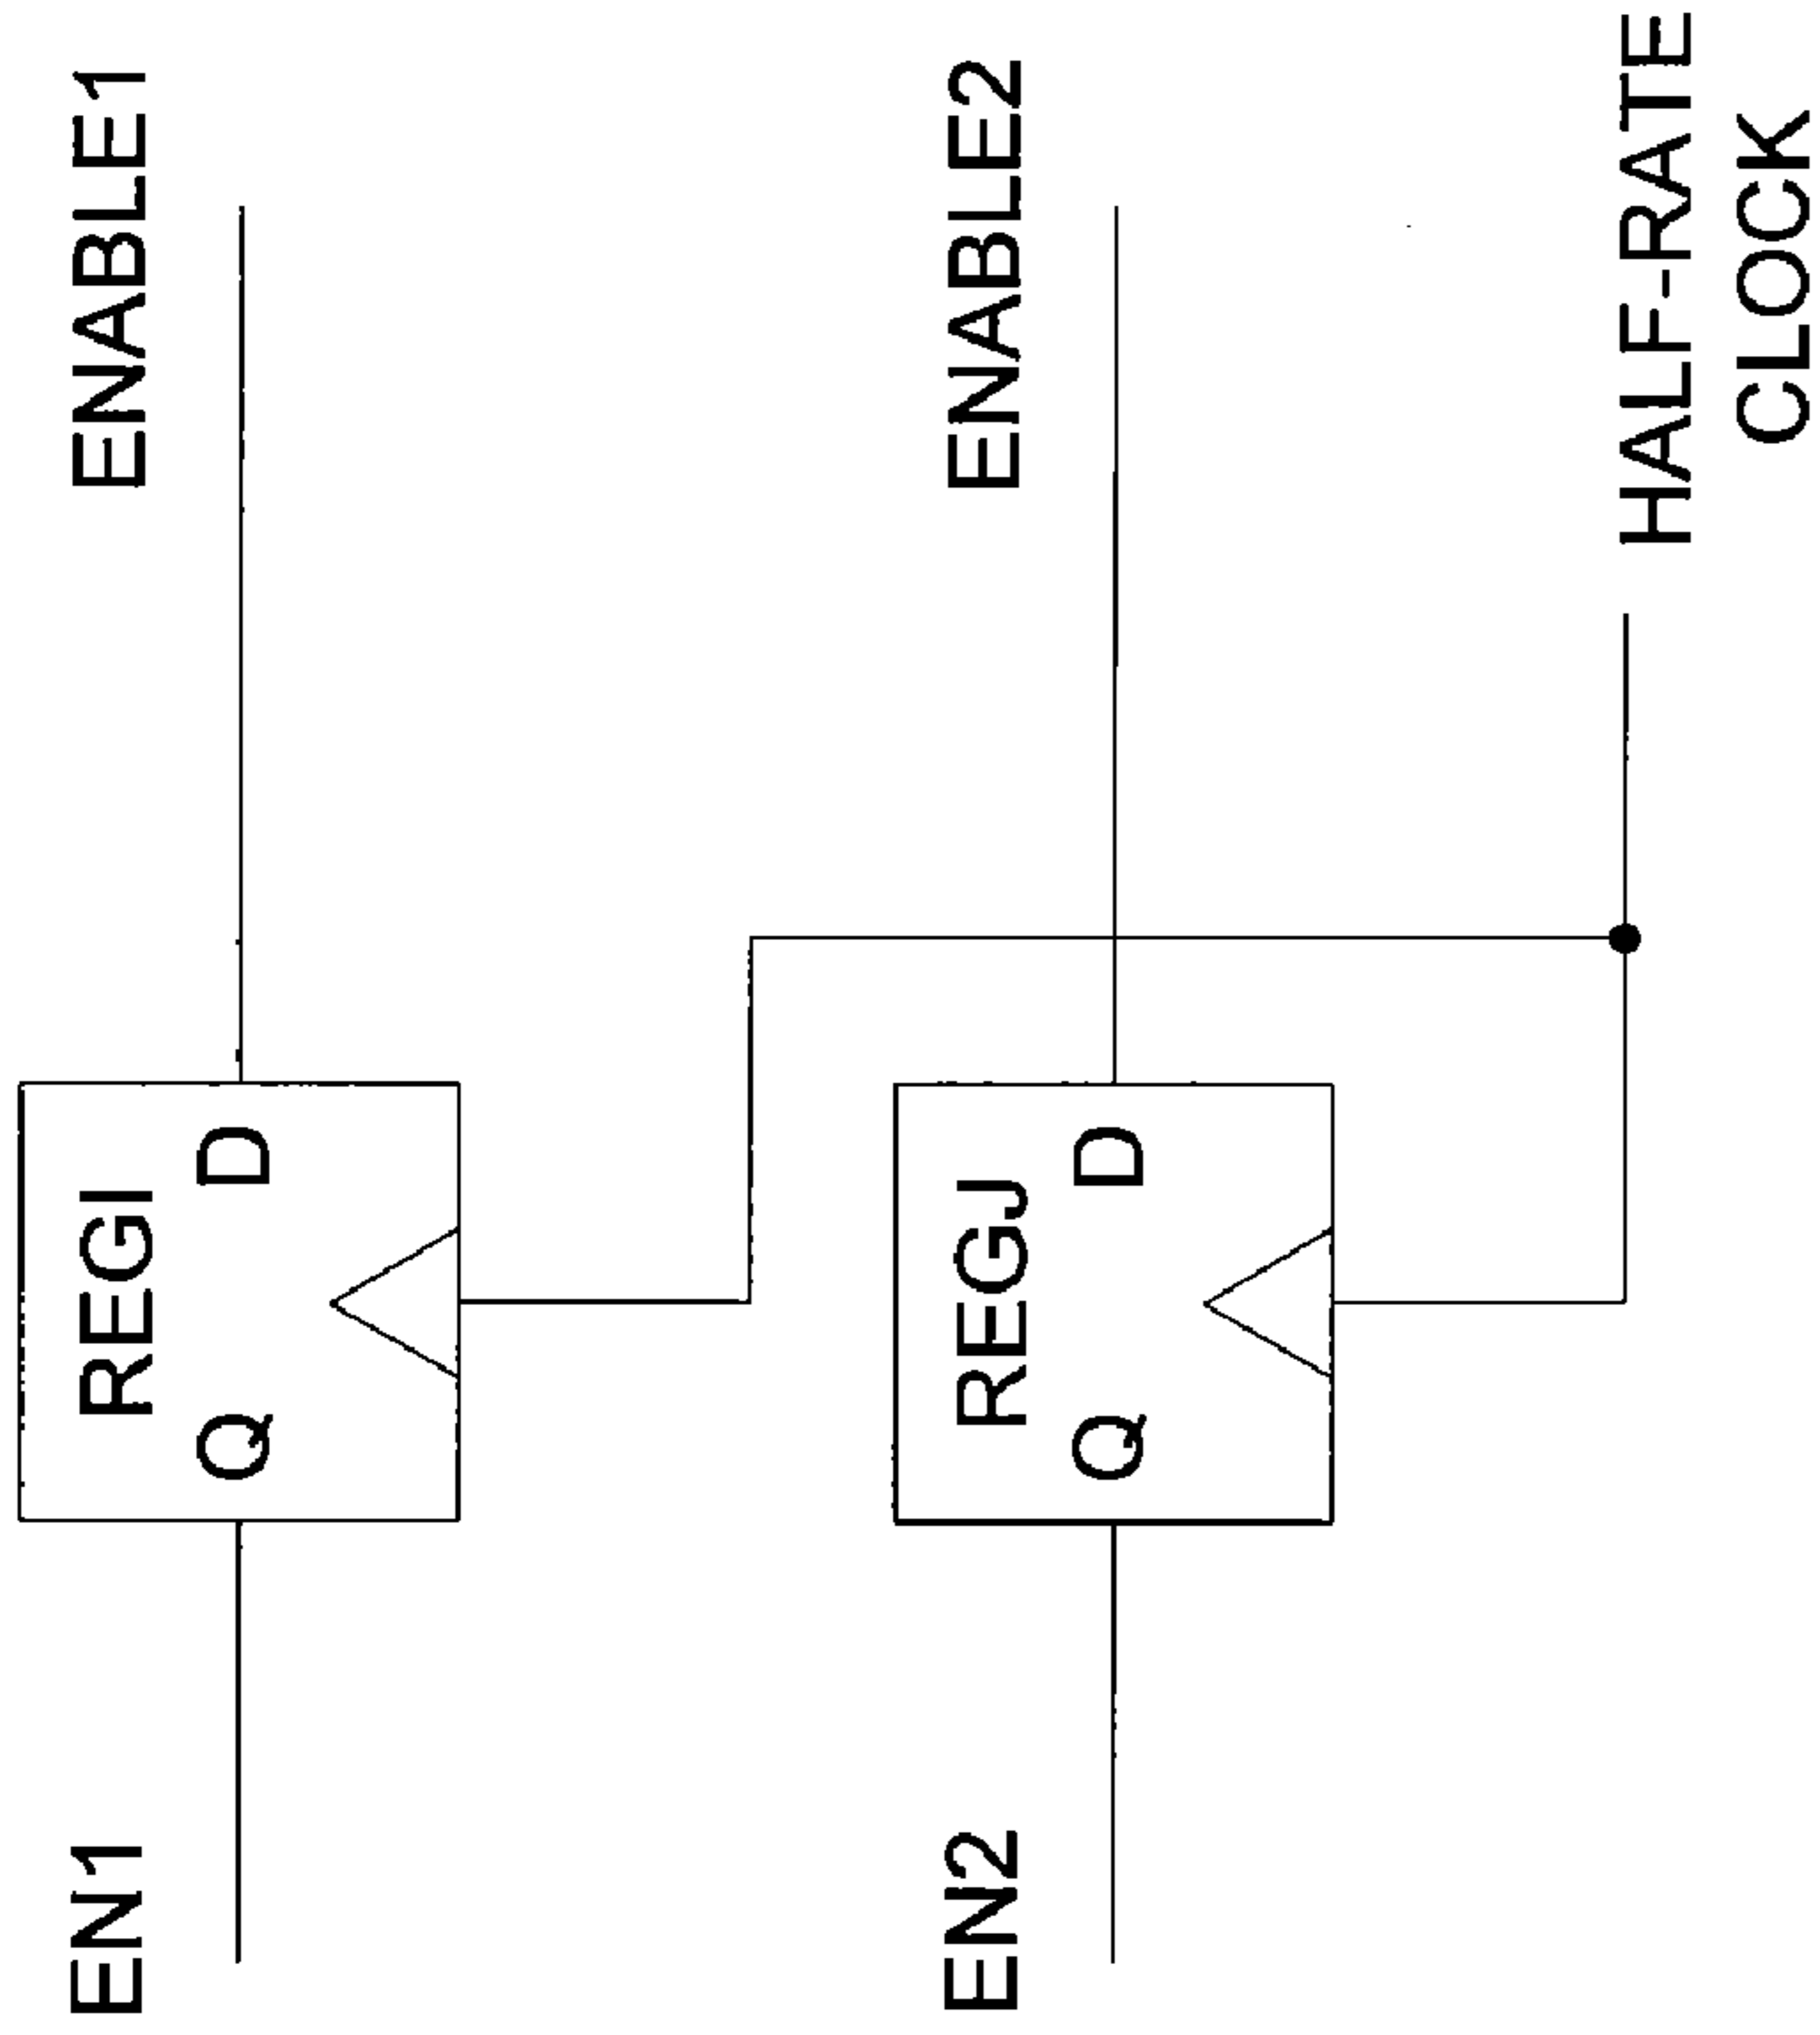 EN1
REGI
ENABLE1
Q
D
EN2
REGJ
ENABLE2
Q
D
HALF-RATE
CLOCK